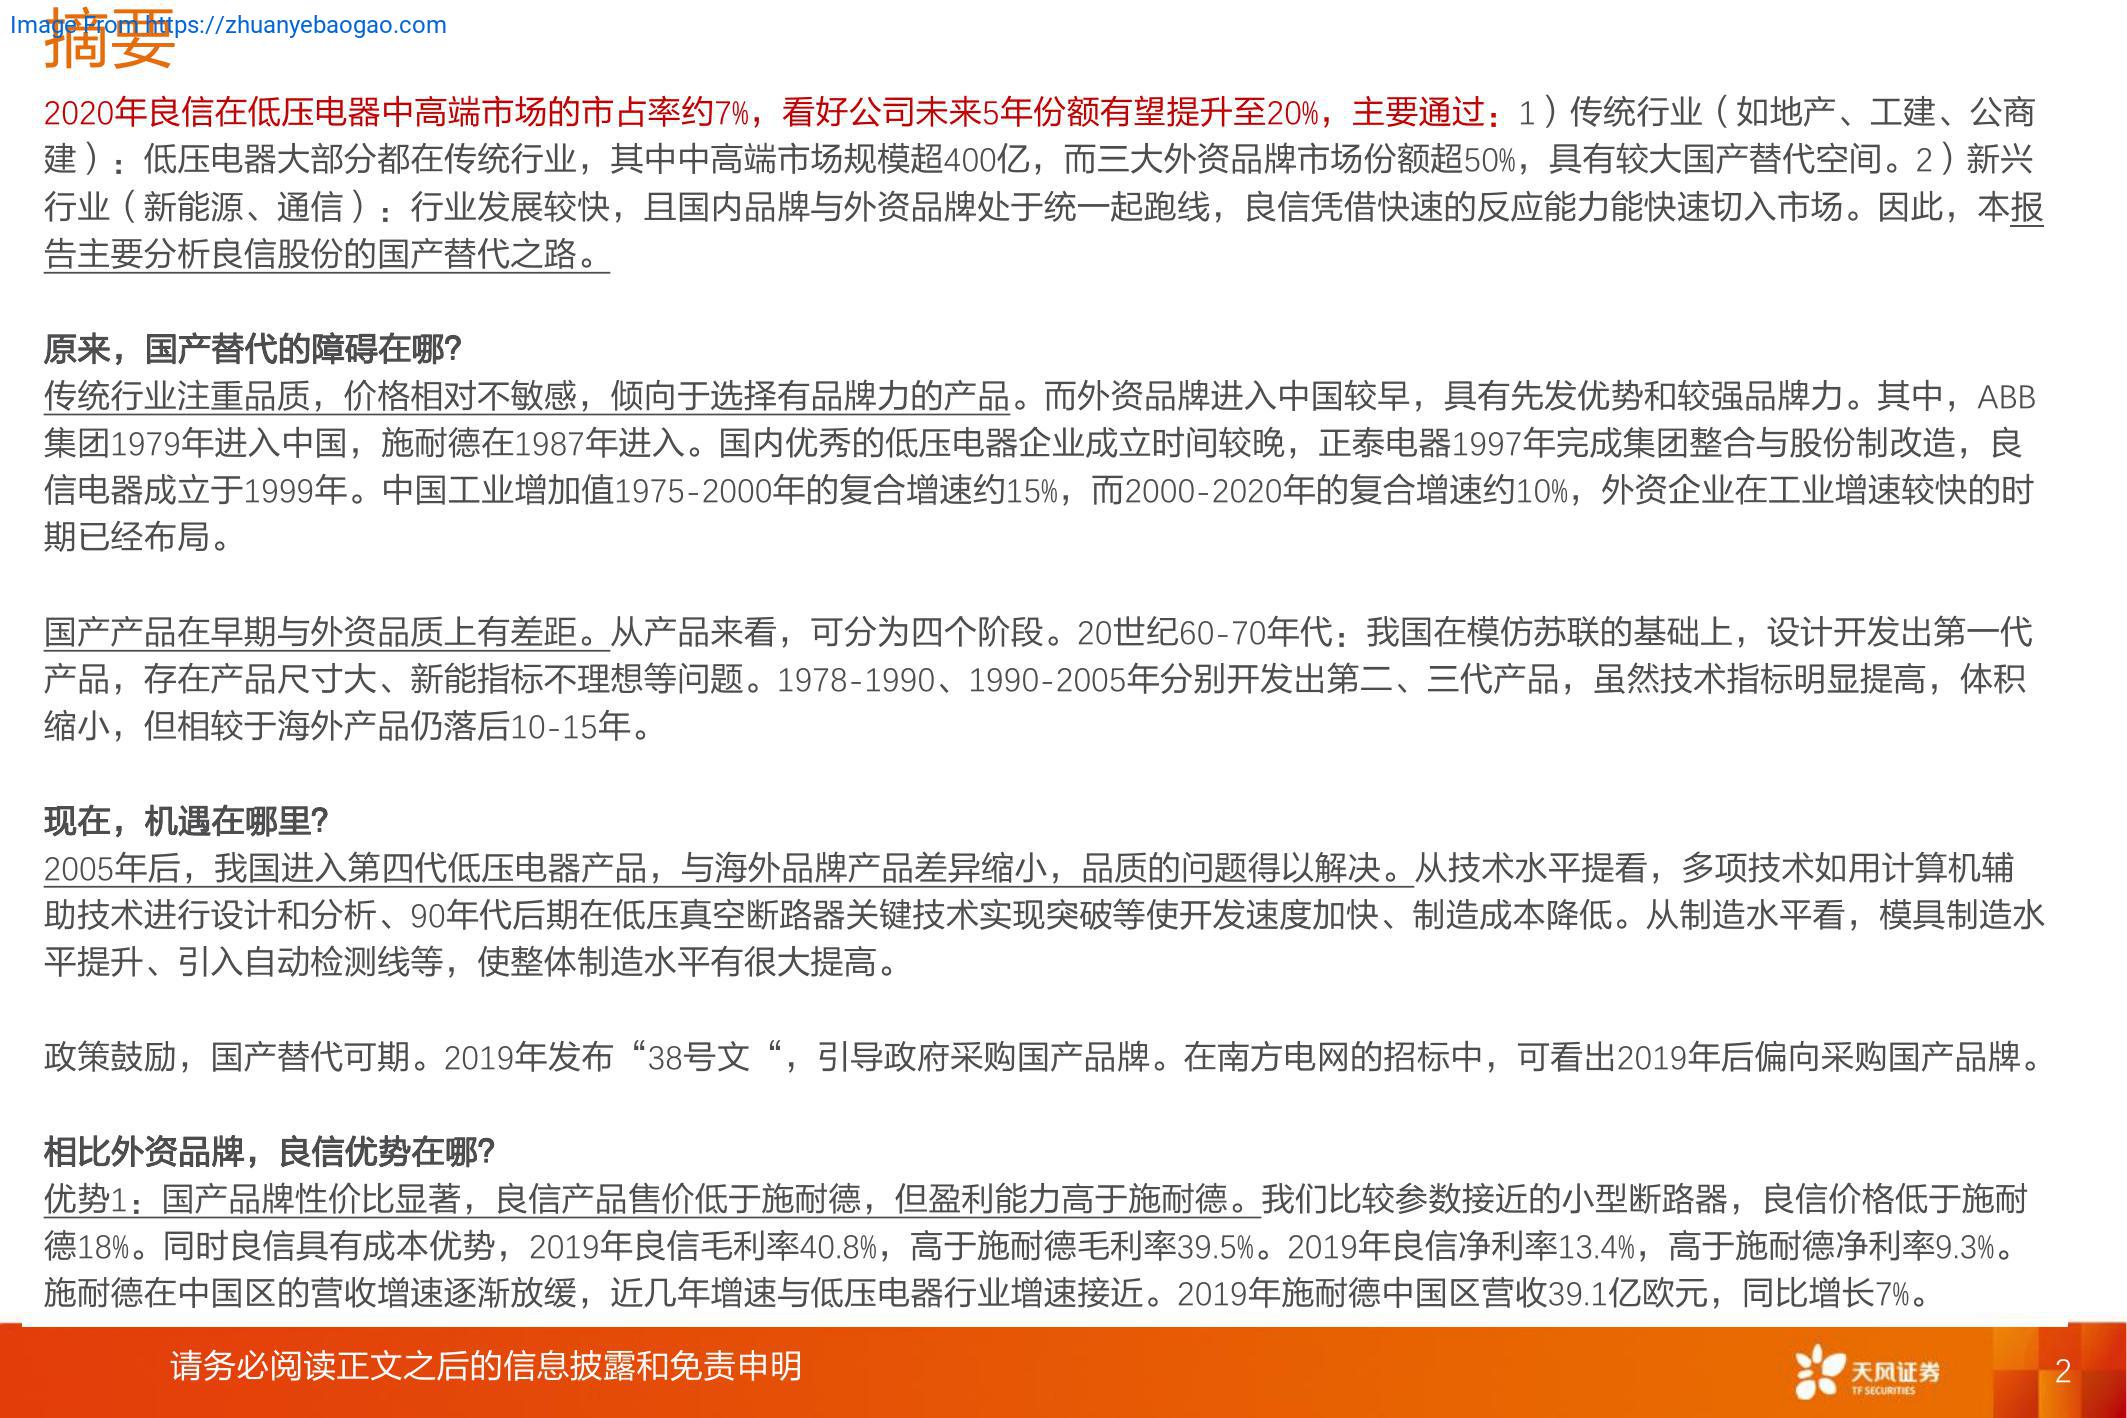 Image From https://zhuanyebaogao.com
摘要
2020年良信在低压电器中高端市场的市占率约7%，看好公司未来5年份额有望提升至20%，主要通过：1）传统行业（如地产、工建、公商
建）：低压电器大部分都在传统行业，其中中高端市场规模超400亿，而三大外资品牌市场份额超50%，具有较大国产替代空间。2）新兴
行业（新能源、通信）：行业发展较快，且国内品牌与外资品牌处于统一起跑线，良信凭借快速的反应能力能快速切入市场。因此，本报
告主要分析良信股份的国产替代之路。
原来，国产替代的障碍在哪？
传统行业注重品质，价格相对不敏感，倾向于选择有品牌力的产品。而外资品牌进入中国较早，具有先发优势和较强品牌力。其中，ABB
集团1979年进入中国，施耐德在1987年进入。国内优秀的低压电器企业成立时间较晚，正泰电器1997年完成集团整合与股份制改造，良
信电器成立于1999年。中国工业增加值1975-2000年的复合增速约15%，而2000-2020年的复合增速约10%，外资企业在工业增速较快的时
期已经布局。
国产产品在早期与外资品质上有差距。从产品来看，可分为四个阶段。20世纪60-70年代：我国在模仿苏联的基础上，设计开发出第一代
产品，存在产品尺寸大、新能指标不理想等问题。1978-1990、1990-2005年分别开发出第二、三代产品，虽然技术指标明显提高，体积
缩小，但相较于海外产品仍落后10-15年。
现在，机遇在哪里？
2005年后，我国进入第四代低压电器产品，与海外品牌产品差异缩小，品质的问题得以解决。从技术水平提看，多项技术如用计算机辅
助技术进行设计和分析、90年代后期在低压真空断路器关键技术实现突破等使开发速度加快、制造成本降低。从制造水平看，模具制造水
平提升、引入自动检测线等，使整体制造水平有很大提高。
政策鼓励，国产替代可期。2019年发布“38号文“，引导政府采购国产品牌。在南方电网的招标中，可看出2019年后偏向采购国产品牌。
相比外资品牌，良信优势在哪？
优势1：国产品牌性价比显著，良信产品售价低于施耐德，但盈利能力高于施耐德。我们比较参数接近的小型断路器，良信价格低于施耐
德18%。同时良信具有成本优势，2019年良信毛利率40.8%，高于施耐德毛利率39.5%。2019年良信净利率13.4%，高于施耐德净利率9.3%。
施耐德在中国区的营收增速逐渐放缓，近几年增速与低压电器行业增速接近。2019年施耐德中国区营收39.1亿欧元，同比增长7%。
请务必阅读正文之后的信息披露和免责申明
天风证券
TF SECURITIES
2